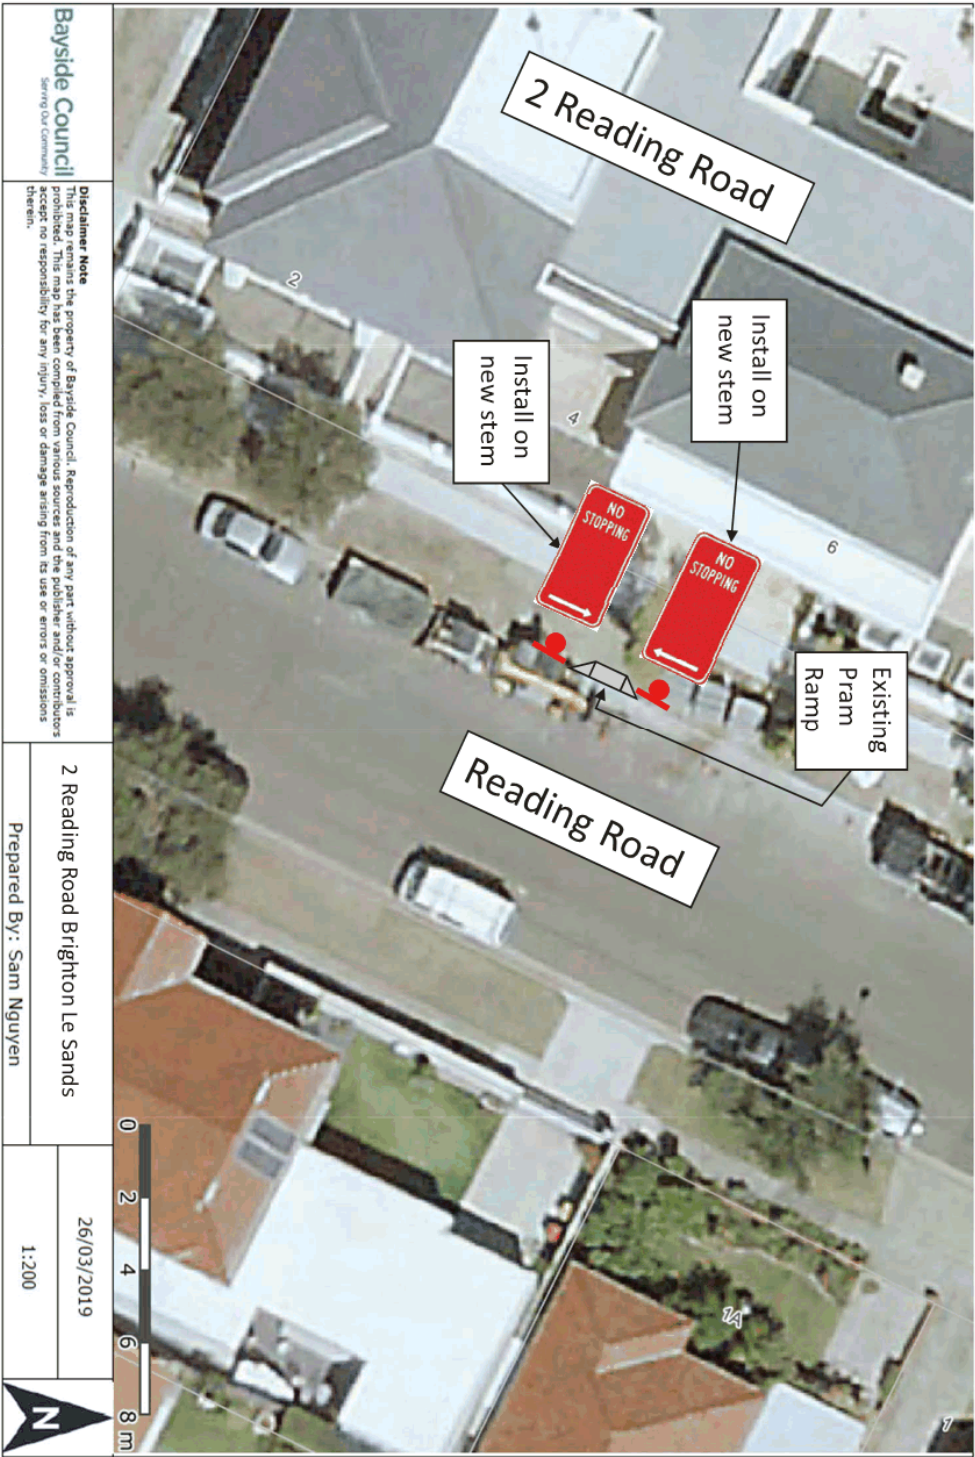 2 Reading Road
Install on
new stem
Install on
new stem
NO
STOPPING
NO
STOPPING
Existing
Pram
Ramp
Reading Road
2
4
6
1A
1
0 2 4 6 8 m
Bayside Council
Serving Our Community
Disclaimer Note
This map remains the property of Bayside Council. Reproduction of any part without approval is
prohibited. This map has been compiled from various sources and the publisher and/or contributors
accept no responsibility for any injury, loss or damage arising from its use or errors or omissions
therein.
2 Reading Road Brighton Le Sands
Prepared By: Sam Nguyen
26/03/2019
1:200
N